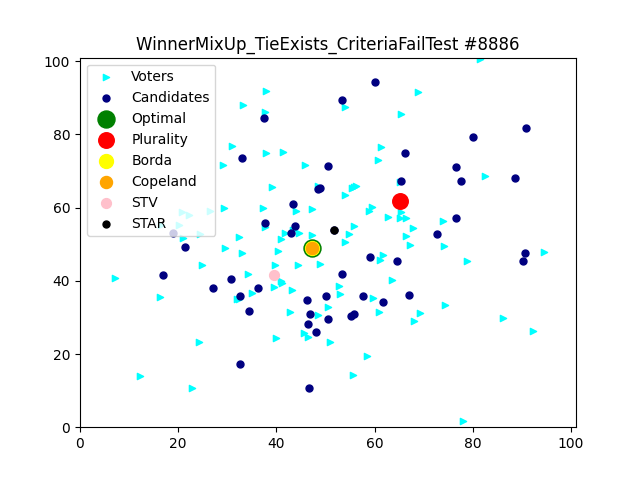 WinnerMixUp_TieExists_CriteriaFailTest #8886
100
80
60
40
20
0
Voters
Candidates
Optimal
Plurality
Borda
Copeland
STV
STAR
0 20 40 60 80 100